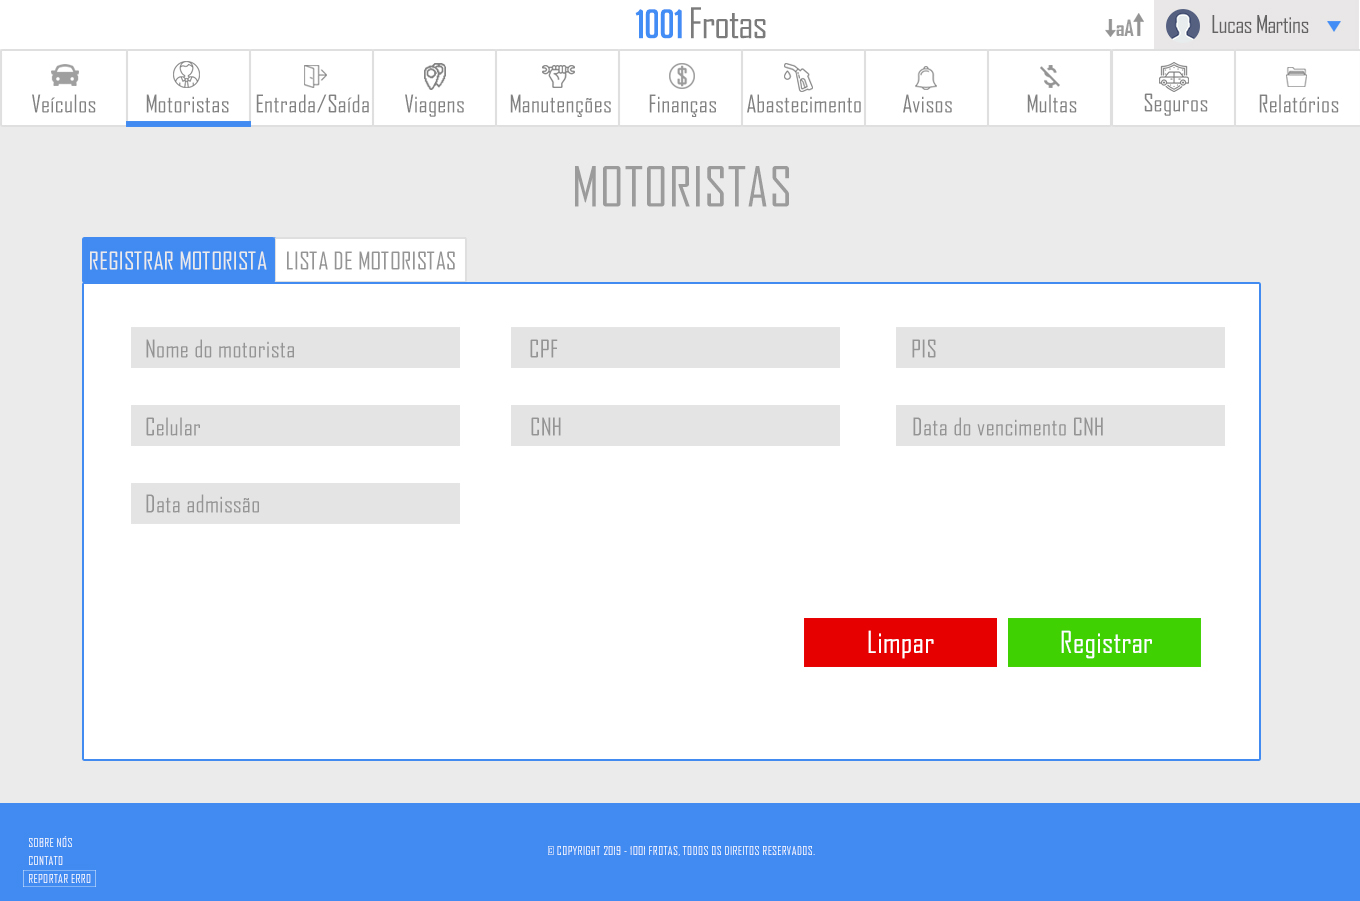 1001 Frotas
aA
Lucas Martins
Veículos
Motoristas
Entrada/Saída
Viagens
Manutenções
Finanças
Abastecimento
Avisos
Multas
Seguros
Relatórios
MOTORISTAS
REGISTRAR MOTORISTA
LISTA DE MOTORISTAS
Nome do motorista
CPF
PIS
Celular
CNH
Data do vencimento CNH
Data admissão
Limpar
Registrar
SOBRE NÓS
CONTATO
REPORTAR ERRO
© COPYRIGHT 2019 - 1001 FROTAS, TODOS OS DIREITOS RESERVADOS.